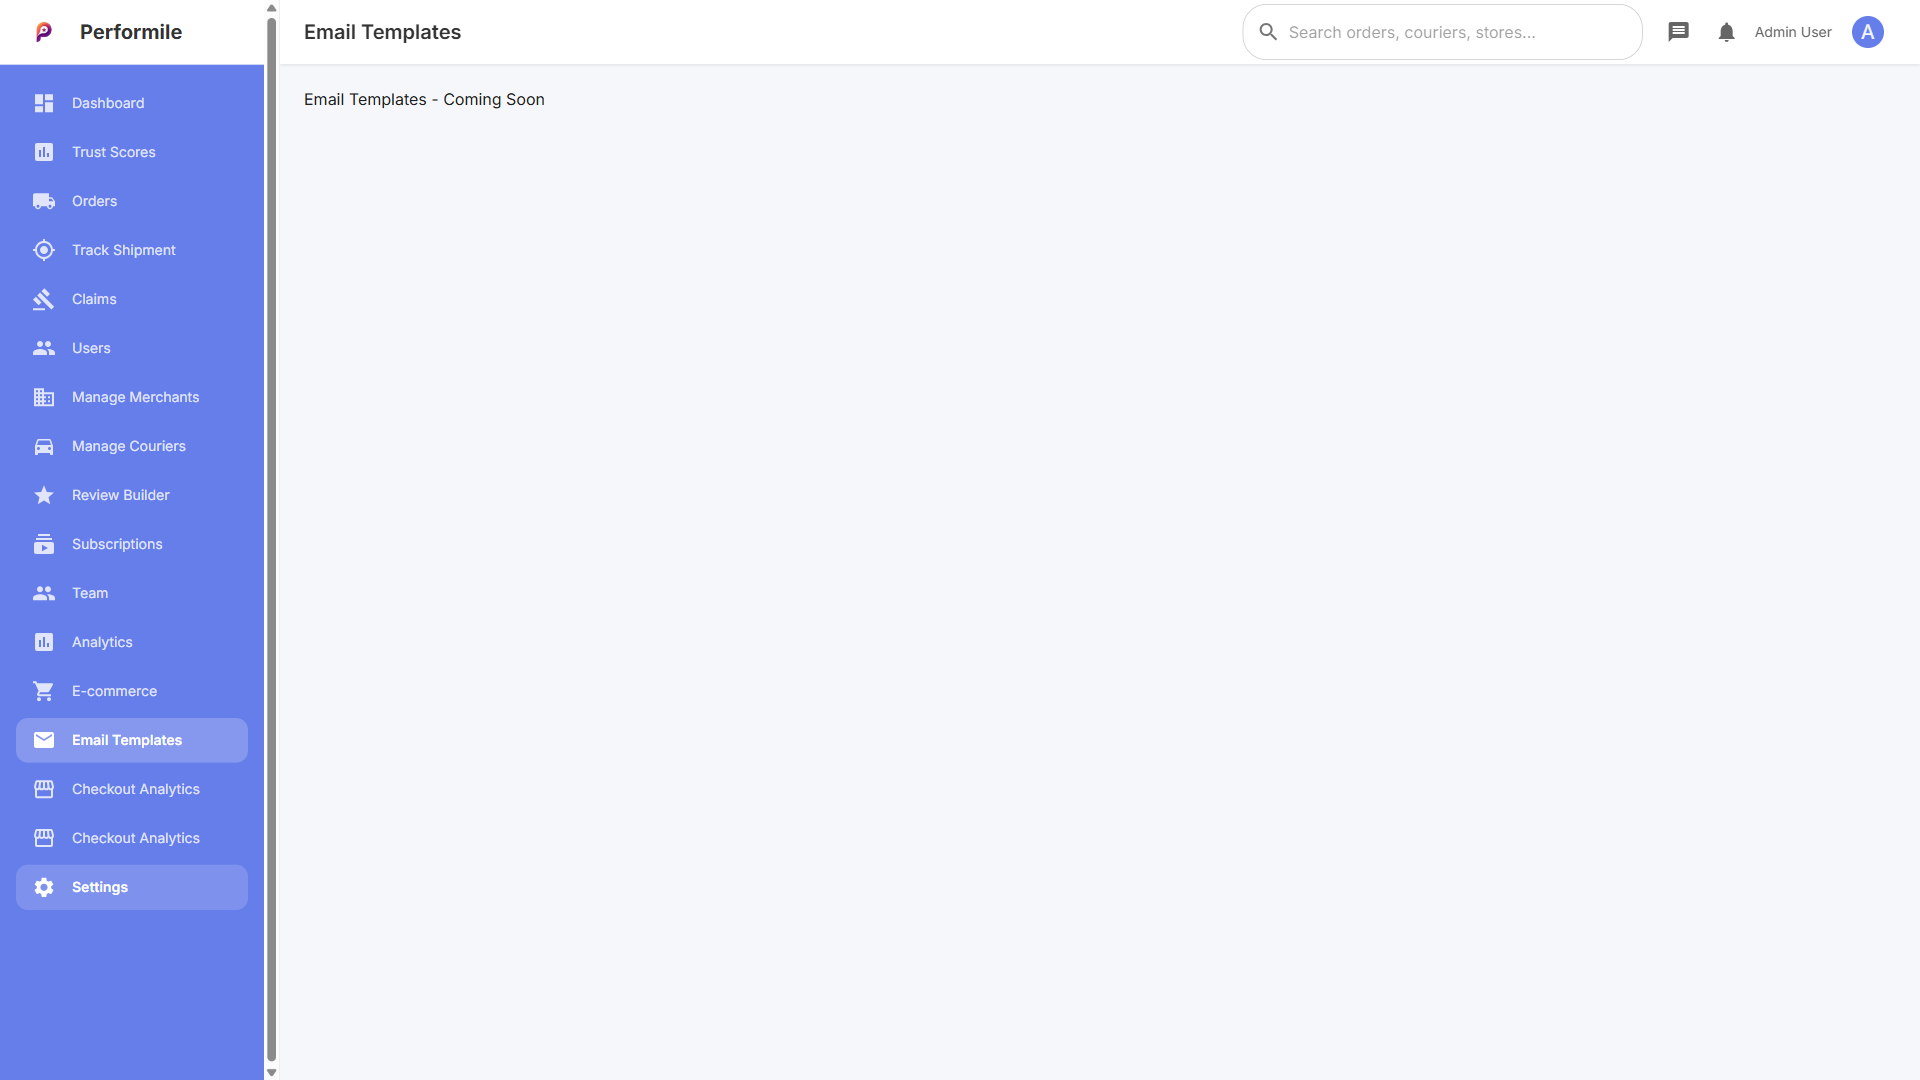 Performile
Email Templates
Search orders, couriers, stores...
Admin User
A
Dashboard
Trust Scores
Orders
Track Shipment
Claims
Users
Manage Merchants
Manage Couriers
Review Builder
Subscriptions
Team
Analytics
E-commerce
Email Templates
Checkout Analytics
Checkout Analytics
Settings
Email Templates - Coming Soon